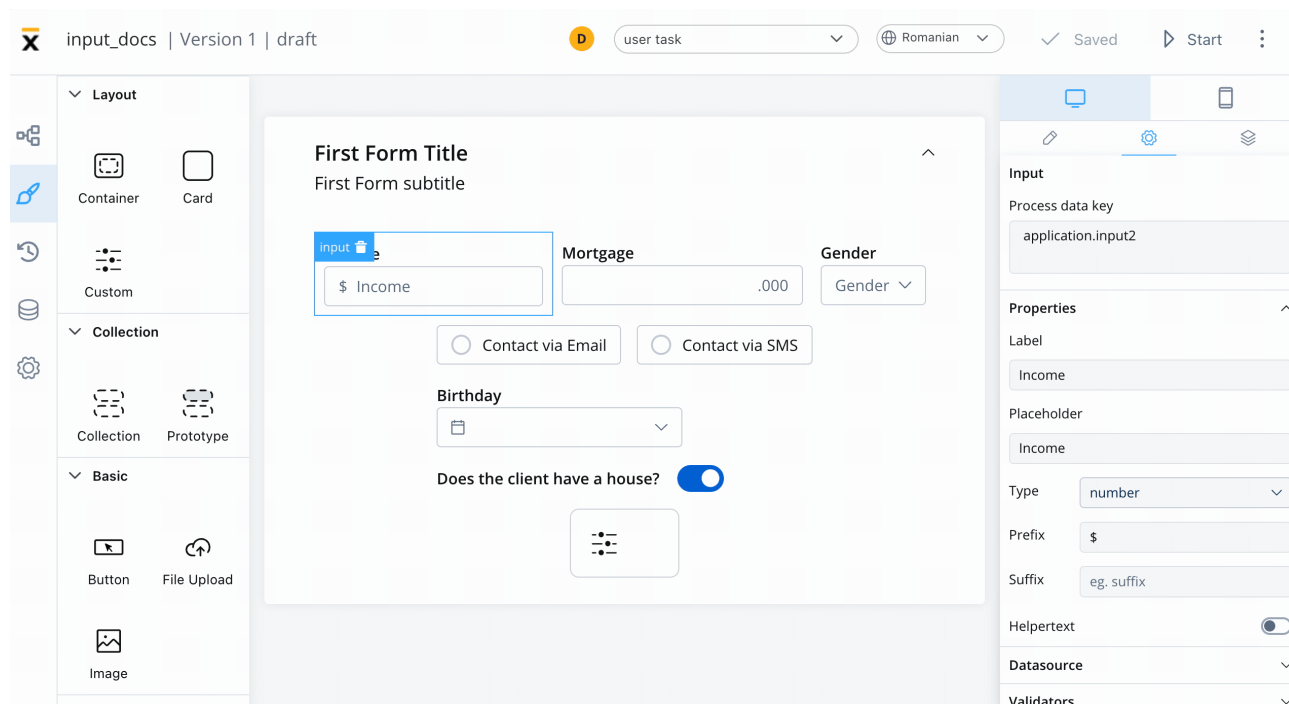 input_docs | Version 1 | draft
D
user task
Romanian
Saved
Start
Layout
Container
Card
Custom
Collection
Collection
Prototype
Basic
Button
File Upload
Image
First Form Title
First Form subtitle
input
e
$ Income
Mortgage
.000
Gender
Gender
Contact via Email
Contact via SMS
Birthday
Does the client have a house?
Input
Process data key
application.input2
Properties
Label
Income
Placeholder
Income
Type
number
Prefix
$
Suffix
eg. suffix
Helpertext
Datasource
Validators